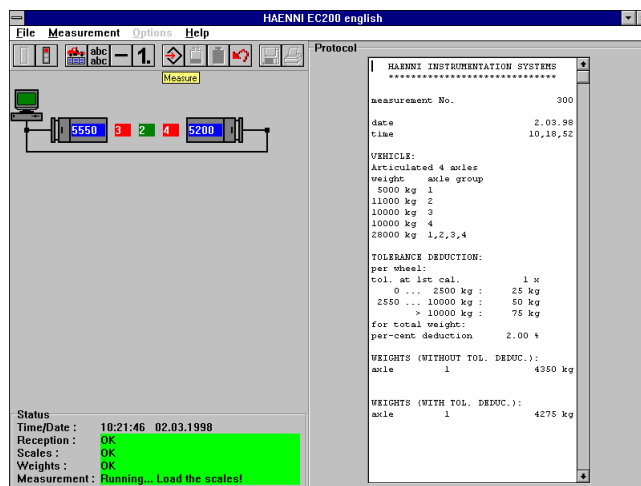 HAENNI EC200 english
File Measurement Options Help
abc
abc
1.
Measure
5550 3 2 4 5200
Protocol
HAENNI INSTRUMENTATION SYSTEMS
*******************************
measurement No. 300
date 2.03.98
time 10,18,52
VEHICLE:
Articulated 4 axles
weight axle group
5000 kg 1
11000 kg 2
10000 kg 3
10000 kg 4
28000 kg 1,2,3,4
TOLERANCE DEDUCTION:
per wheel:
tol. at 1st cal. 1 x
0 ... 2500 kg : 25 kg
2550 ... 10000 kg : 50 kg
> 10000 kg : 75 kg
for total weight:
per-cent deduction 2.00 %
WEIGHTS (WITHOUT TOL. DEDUC.):
axle 1 4350 kg
WEIGHTS (WITH TOL. DEDUC.):
axle 1 4275 kg
Status
Time/Date : 10:21:46 02.03.1998
Reception : OK
Scales : OK
Weights : OK
Measurement : Running... Load the scales!